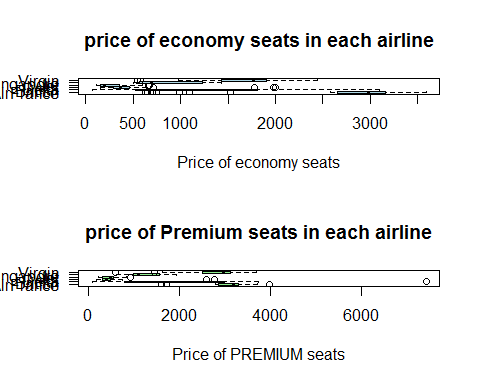 price of economy seats in each airline
Virgin
0 500 1000 2000 3000
Price of economy seats
price of Premium seats in each airline
Virgin
0 2000 4000 6000
Price of PREMIUM seats